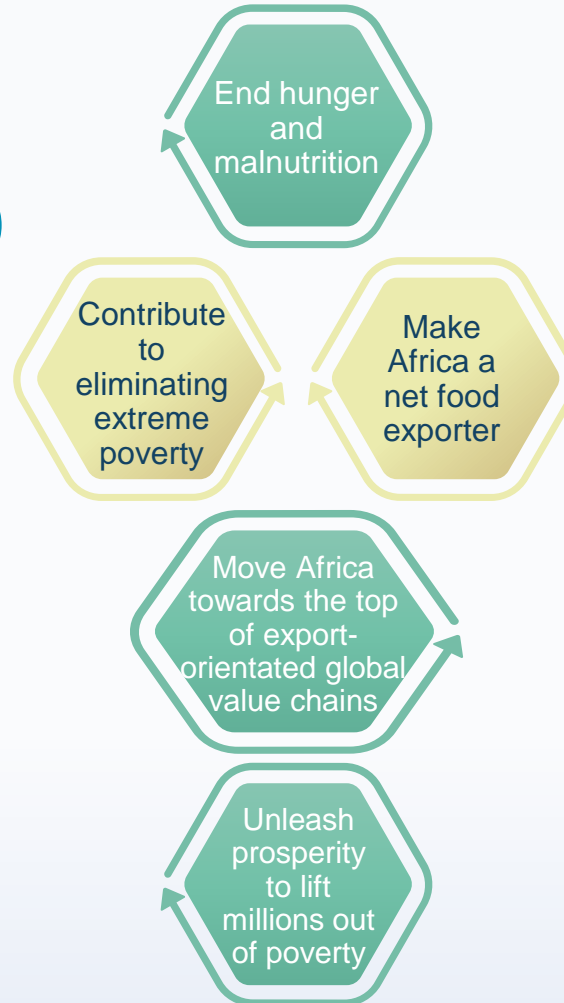 End hunger
and
malnutrition
Contribute
to
eliminating
extreme
poverty
Make
Africa a
net food
exporter
Move Africa
towards the top
of export-
orientated global
value chains
Unleash
prosperity
to lift
millions out
of poverty